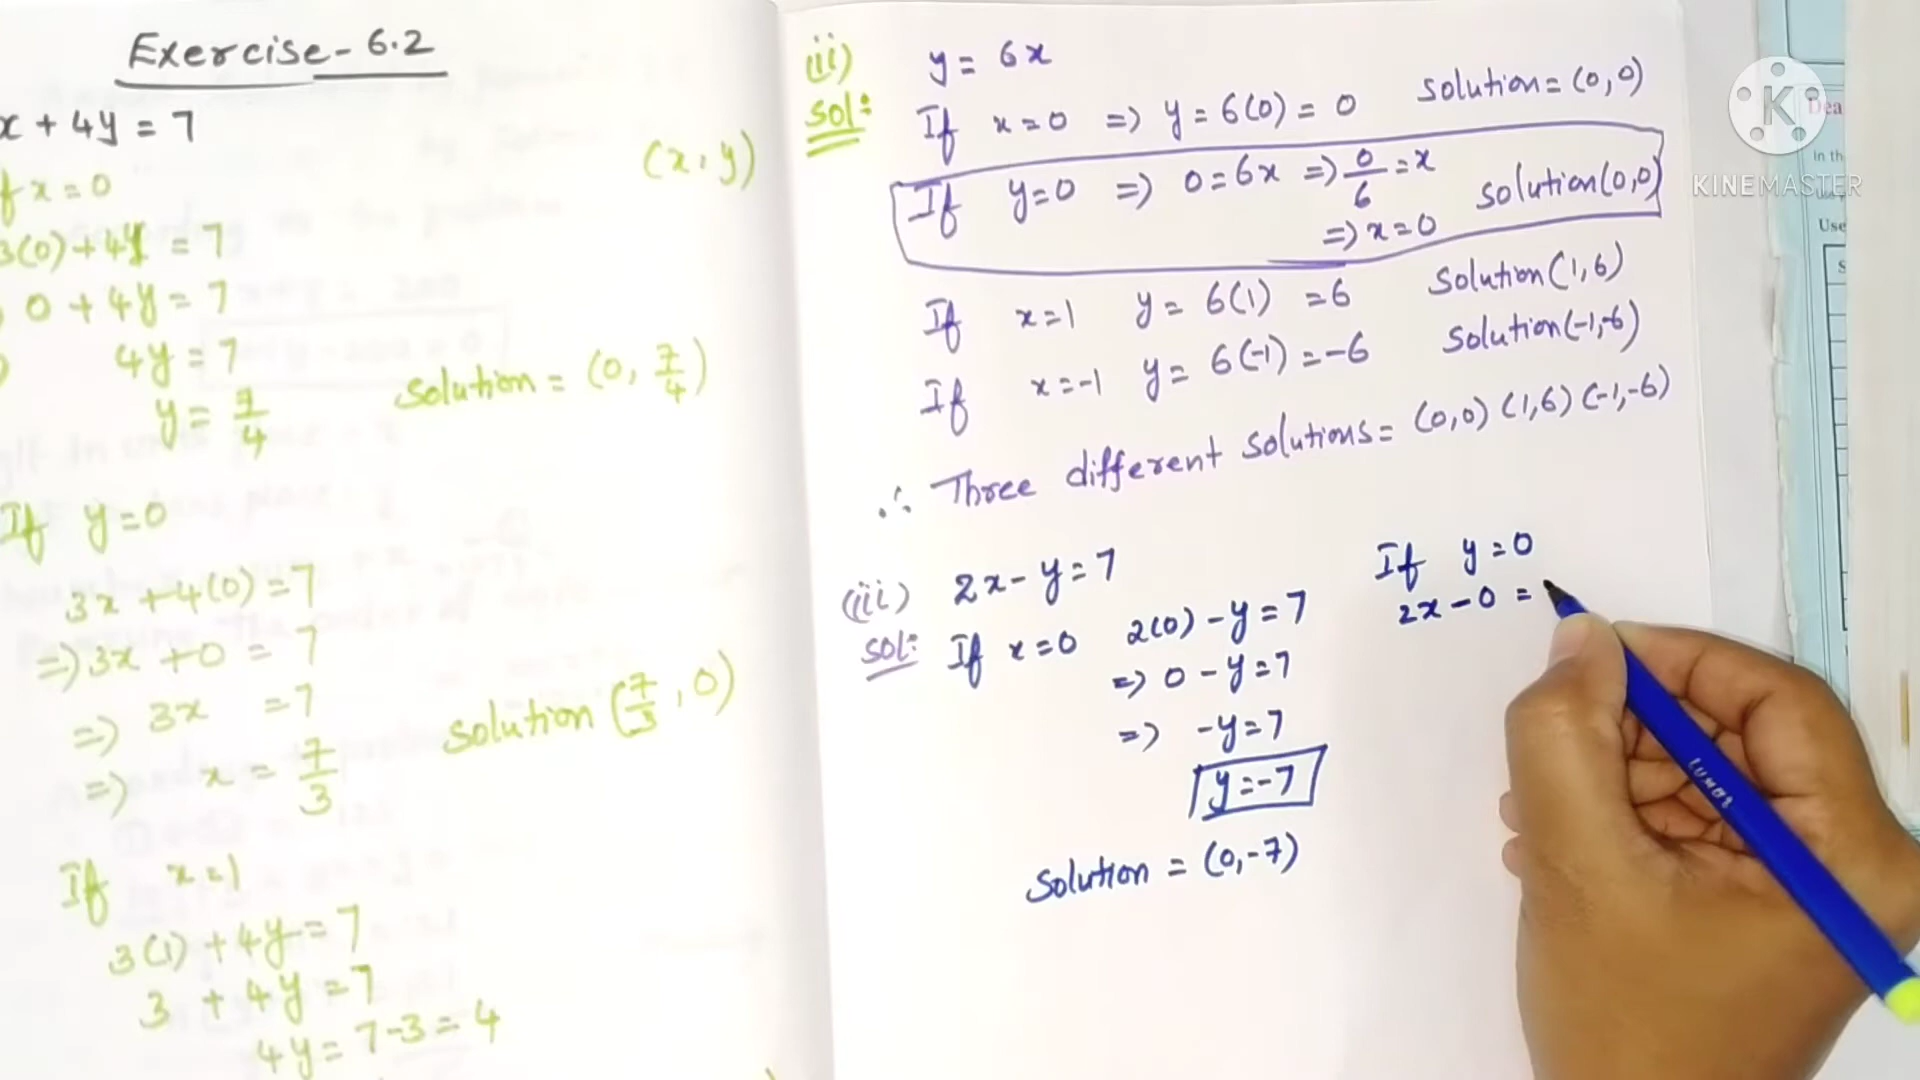 Exercise - 6.2
x + 4y = 7
f x = 0
(x, y)
3(0) + 4y = 7
0 + 4y = 7
4y = 7
y = 7/4
solution = (0, 7/4)
If y = 0
3x + 4(0) = 7
=> 3x + 0 = 7
=> 3x = 7
=> x = 7/3
solution (7/3, 0)
If x = 1
3(1) + 4y = 7
3 + 4y = 7
4y = 7 - 3 = 4
(ii) y = 6x
Sol: If x = 0 => y = 6(0) = 0 solution = (0, 0)
If y = 0 => 0 = 6x => 0/6 = x solution (0,0)
=> x = 0
If x = 1 y = 6(1) = 6 Solution (1, 6)
If x = -1 y = 6(-1) = -6 Solution (-1, -6)
∴ Three different solutions = (0,0) (1,6) (-1,-6)
(iii) 2x - y = 7
Sol: If x = 0 2(0) - y = 7
=> 0 - y = 7
=> -y = 7
y = -7
Solution = (0, -7)
If y = 0
2x - 0 =
LUXOR
K
KINEMASTER
Dea
In th
Use
S